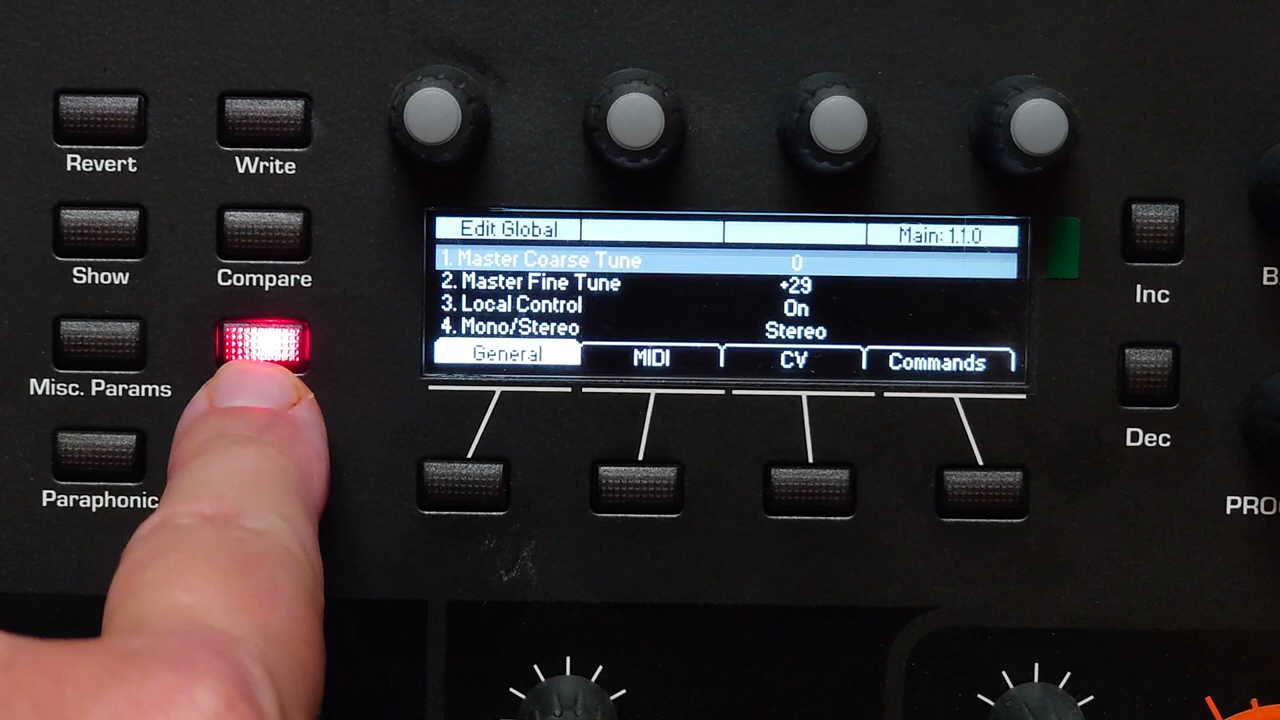 Revert
Write
Show
Compare
Misc. Params
Paraphonic
Edit Global
Main: 1.1.0
1. Master Coarse Tune 0
2. Master Fine Tune +29
3. Local Control On
4. Mono/Stereo Stereo
General MIDI CV Commands
Inc
Dec